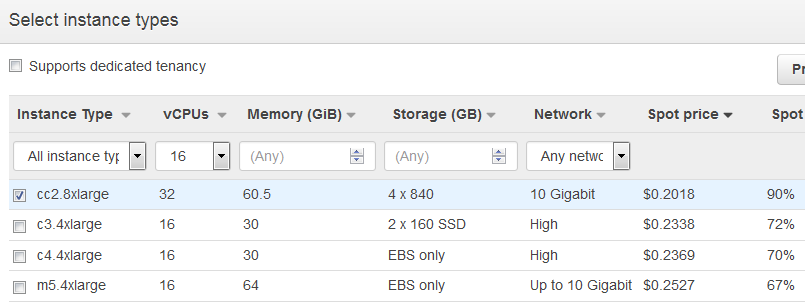 Select instance types
Supports dedicated tenancy
Pr
Instance Type vCPUs Memory (GiB) Storage (GB) Network Spot price Spot
All instance typ 16 (Any) (Any) Any netwo
cc2.8xlarge 32 60.5 4 x 840 10 Gigabit $0.2018 90%
c3.4xlarge 16 30 2 x 160 SSD High $0.2338 72%
c4.4xlarge 16 30 EBS only High $0.2369 70%
m5.4xlarge 16 64 EBS only Up to 10 Gigabit $0.2527 67%